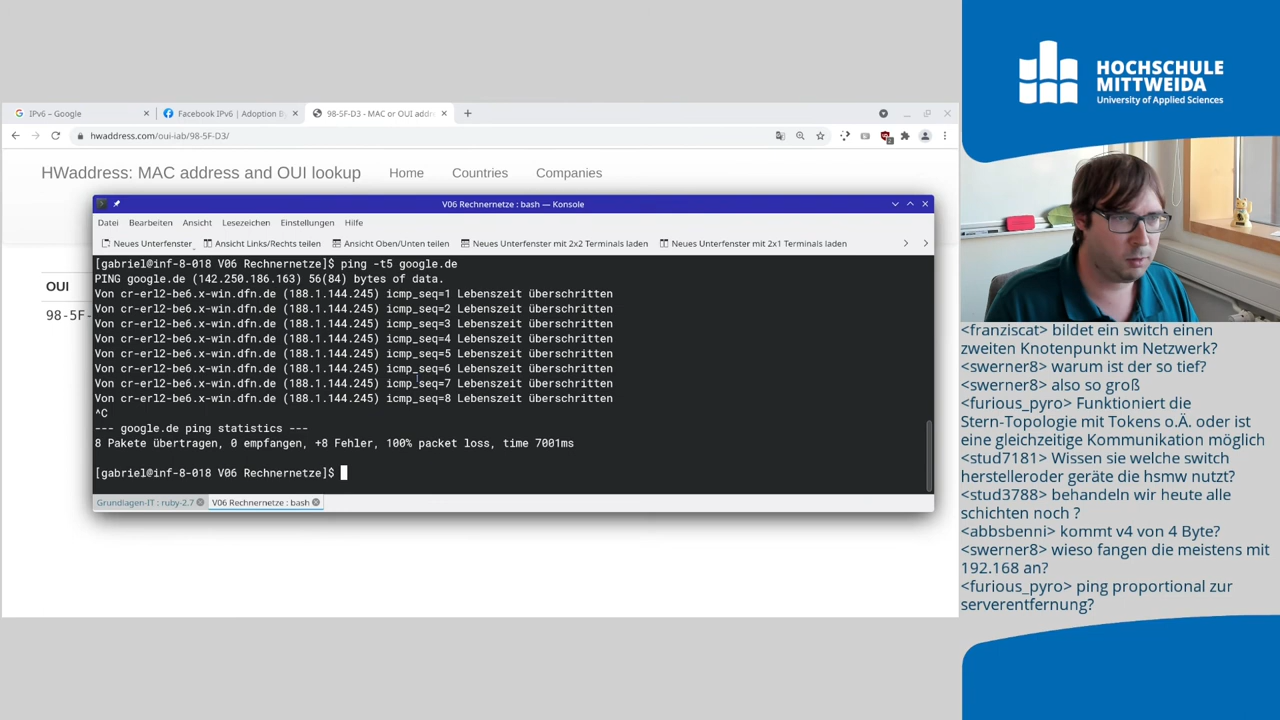 IPv6 – Google
Facebook IPv6 | Adoption B
98-5F-D3 - MAC or OUI addr
hwaddress.com/oui-iab/98-5F-D3/
HWaddress: MAC address and OUI lookup
Home
Countries
Companies
OUI
98-5F-
V06 Rechnernetze : bash — Konsole
Datei Bearbeiten Ansicht Lesezeichen Einstellungen Hilfe
Neues Unterfenster Ansicht Links/Rechts teilen Ansicht Oben/Unten teilen Neues Unterfenster mit 2x2 Terminals laden Neues Unterfenster mit 2x1 Terminals laden
[gabriel@inf-8-018 V06 Rechnernetze]$ ping -t5 google.de
PING google.de (142.250.186.163) 56(84) bytes of data.
Von cr-erl2-be6.x-win.dfn.de (188.1.144.245) icmp_seq=1 Lebenszeit überschritten
Von cr-erl2-be6.x-win.dfn.de (188.1.144.245) icmp_seq=2 Lebenszeit überschritten
Von cr-erl2-be6.x-win.dfn.de (188.1.144.245) icmp_seq=3 Lebenszeit überschritten
Von cr-erl2-be6.x-win.dfn.de (188.1.144.245) icmp_seq=4 Lebenszeit überschritten
Von cr-erl2-be6.x-win.dfn.de (188.1.144.245) icmp_seq=5 Lebenszeit überschritten
Von cr-erl2-be6.x-win.dfn.de (188.1.144.245) icmp_seq=6 Lebenszeit überschritten
Von cr-erl2-be6.x-win.dfn.de (188.1.144.245) icmp_seq=7 Lebenszeit überschritten
Von cr-erl2-be6.x-win.dfn.de (188.1.144.245) icmp_seq=8 Lebenszeit überschritten
^C
--- google.de ping statistics ---
8 Pakete übertragen, 0 empfangen, +8 Fehler, 100% packet loss, time 7001ms
[gabriel@inf-8-018 V06 Rechnernetze]$
Grundlagen-IT : ruby-2.7
V06 Rechnernetze : bash
HOCHSCHULE
MITTWEIDA
University of Applied Sciences
<franziscat> bildet ein switch einen
zweiten Knotenpunkt im Netzwerk?
<swerner8> warum ist der so tief?
<swerner8> also so groß
<furious_pyro> Funktioniert die
Stern-Topologie mit Tokens o.Ä. oder ist
eine gleichzeitige Kommunikation möglich
<stud7181> Wissen sie welche switch
herstelleroder geräte die hsmw nutzt?
<stud3788> behandeln wir heute alle
schichten noch ?
<abbsbenni> kommt v4 von 4 Byte?
<swerner8> wieso fangen die meistens mit
192.168 an?
<furious_pyro> ping proportional zur
serverentfernung?